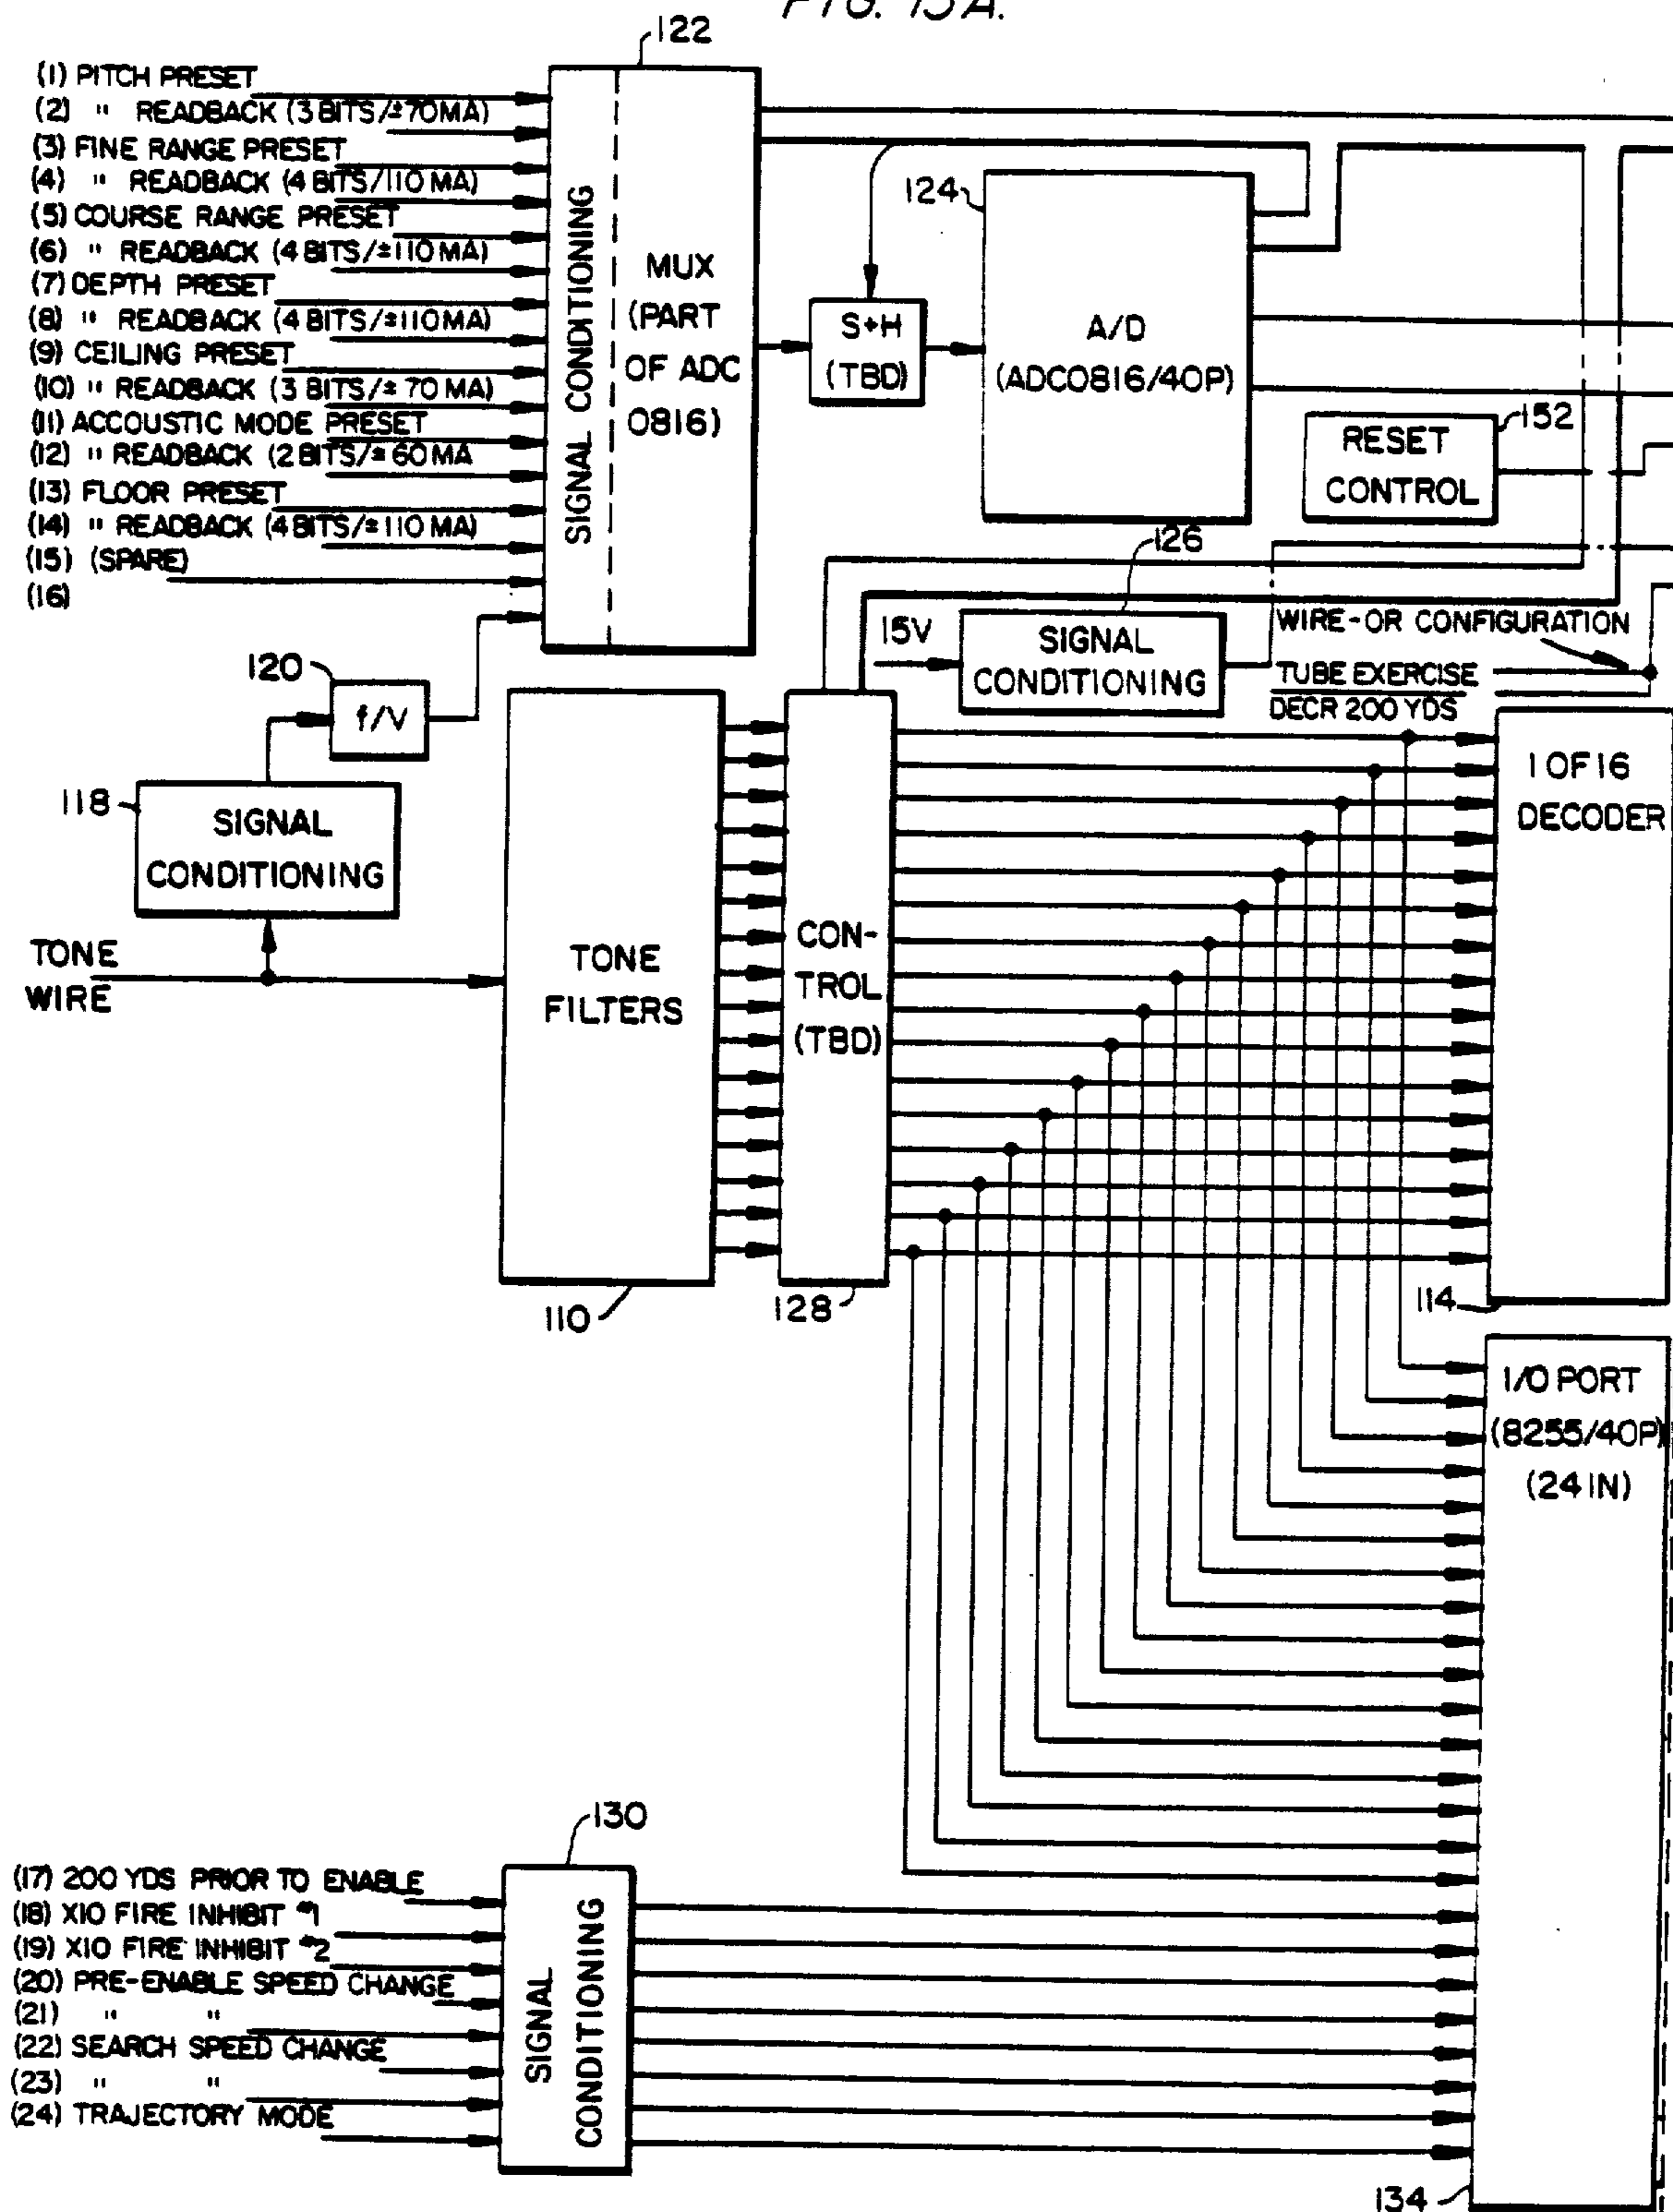 FIG. 15A.
122
(1) PITCH PRESET
(2) " READBACK (3 BITS/±70MA)
(3) FINE RANGE PRESET
(4) " READBACK (4 BITS/110 MA)
(5) COURSE RANGE PRESET
(6) " READBACK (4 BITS/±110 MA)
(7) DEPTH PRESET
(8) " READBACK (4 BITS/±110MA)
(9) CEILING PRESET
(10) " READBACK (3 BITS/± 70 MA)
(11) ACCOUSTIC MODE PRESET
(12) " READBACK (2 BITS/± 60 MA
(13) FLOOR PRESET
(14) " READBACK (4 BITS/±110 MA)
(15) (SPARE)
(16)
SIGNAL CONDITIONING
MUX
(PART
OF ADC
0816)
S+H
(TBD)
124
A/D
(ADC0816/40P)
152
RESET
CONTROL
126
15V
SIGNAL
CONDITIONING
WIRE-OR CONFIGURATION
TUBE EXERCISE
DECR 200 YDS
120
f/V
118
SIGNAL
CONDITIONING
TONE
WIRE
TONE
FILTERS
110
CON-
TROL
(TBD)
128
1 OF 16
DECODER
114
I/O PORT
(8255/40P)
(24 IN)
134
130
(17) 200 YDS PRIOR TO ENABLE
(18) X10 FIRE INHIBIT #1
(19) X10 FIRE INHIBIT #2
(20) PRE-ENABLE SPEED CHANGE
(21) " "
(22) SEARCH SPEED CHANGE
(23) " "
(24) TRAJECTORY MODE
SIGNAL
CONDITIONING